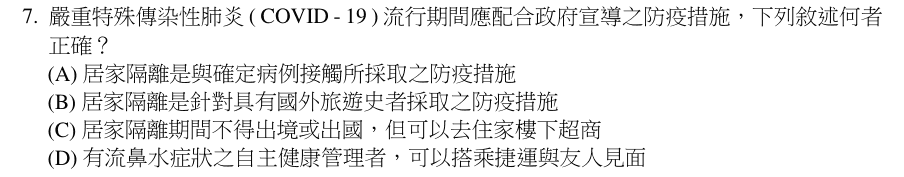 7. 嚴重特殊傳染性肺炎 ( COVID - 19 ) 流行期間應配合政府宣導之防疫措施，下列敘述何者
正確？
(A) 居家隔離是與確定病例接觸所採取之防疫措施
(B) 居家隔離是針對具有國外旅遊史者採取之防疫措施
(C) 居家隔離期間不得出境或出國，但可以去住家樓下超商
(D) 有流鼻水症狀之自主健康管理者，可以搭乘捷運與友人見面